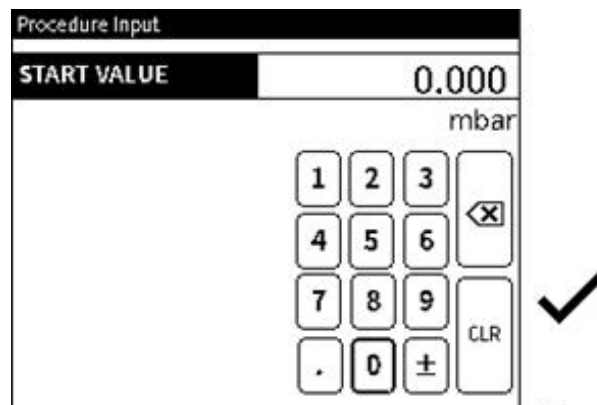 Procedure Input
START VALUE 0.000
mbar
1 2 3
4 5 6
7 8 9
CLR
. 0 ±